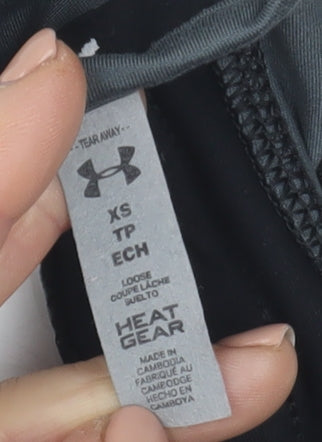 --TEAR AWAY--
XS
TP
ECH
LOOSE
COUPE LÂCHE
SUELTO
HEAT
GEAR
MADE IN
CAMBODIA
FABRIQUÉ AU
CAMBODGE
HECHO EN
CAMBOYA